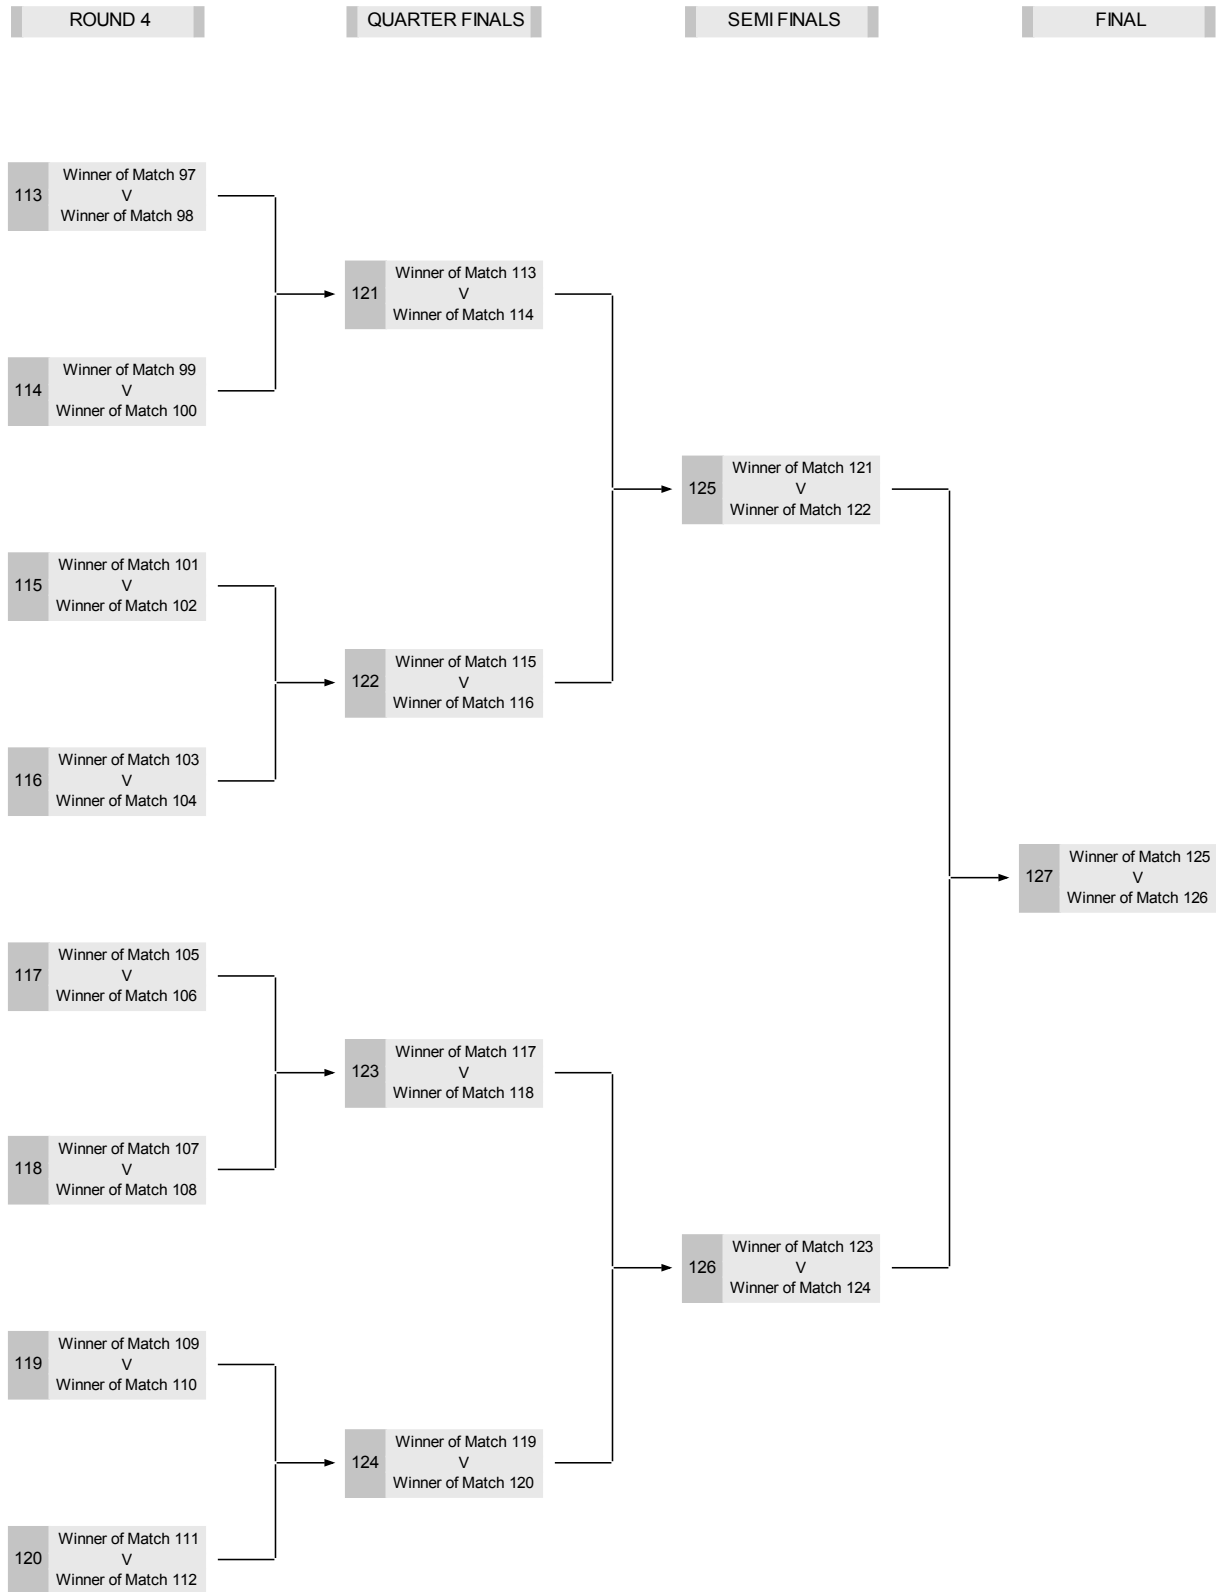 ROUND 4
QUARTER FINALS
SEMI FINALS
FINAL
113
Winner of Match 97
V
Winner of Match 98
114
Winner of Match 99
V
Winner of Match 100
115
Winner of Match 101
V
Winner of Match 102
116
Winner of Match 103
V
Winner of Match 104
117
Winner of Match 105
V
Winner of Match 106
118
Winner of Match 107
V
Winner of Match 108
119
Winner of Match 109
V
Winner of Match 110
120
Winner of Match 111
V
Winner of Match 112
121
Winner of Match 113
V
Winner of Match 114
122
Winner of Match 115
V
Winner of Match 116
123
Winner of Match 117
V
Winner of Match 118
124
Winner of Match 119
V
Winner of Match 120
125
Winner of Match 121
V
Winner of Match 122
126
Winner of Match 123
V
Winner of Match 124
127
Winner of Match 125
V
Winner of Match 126